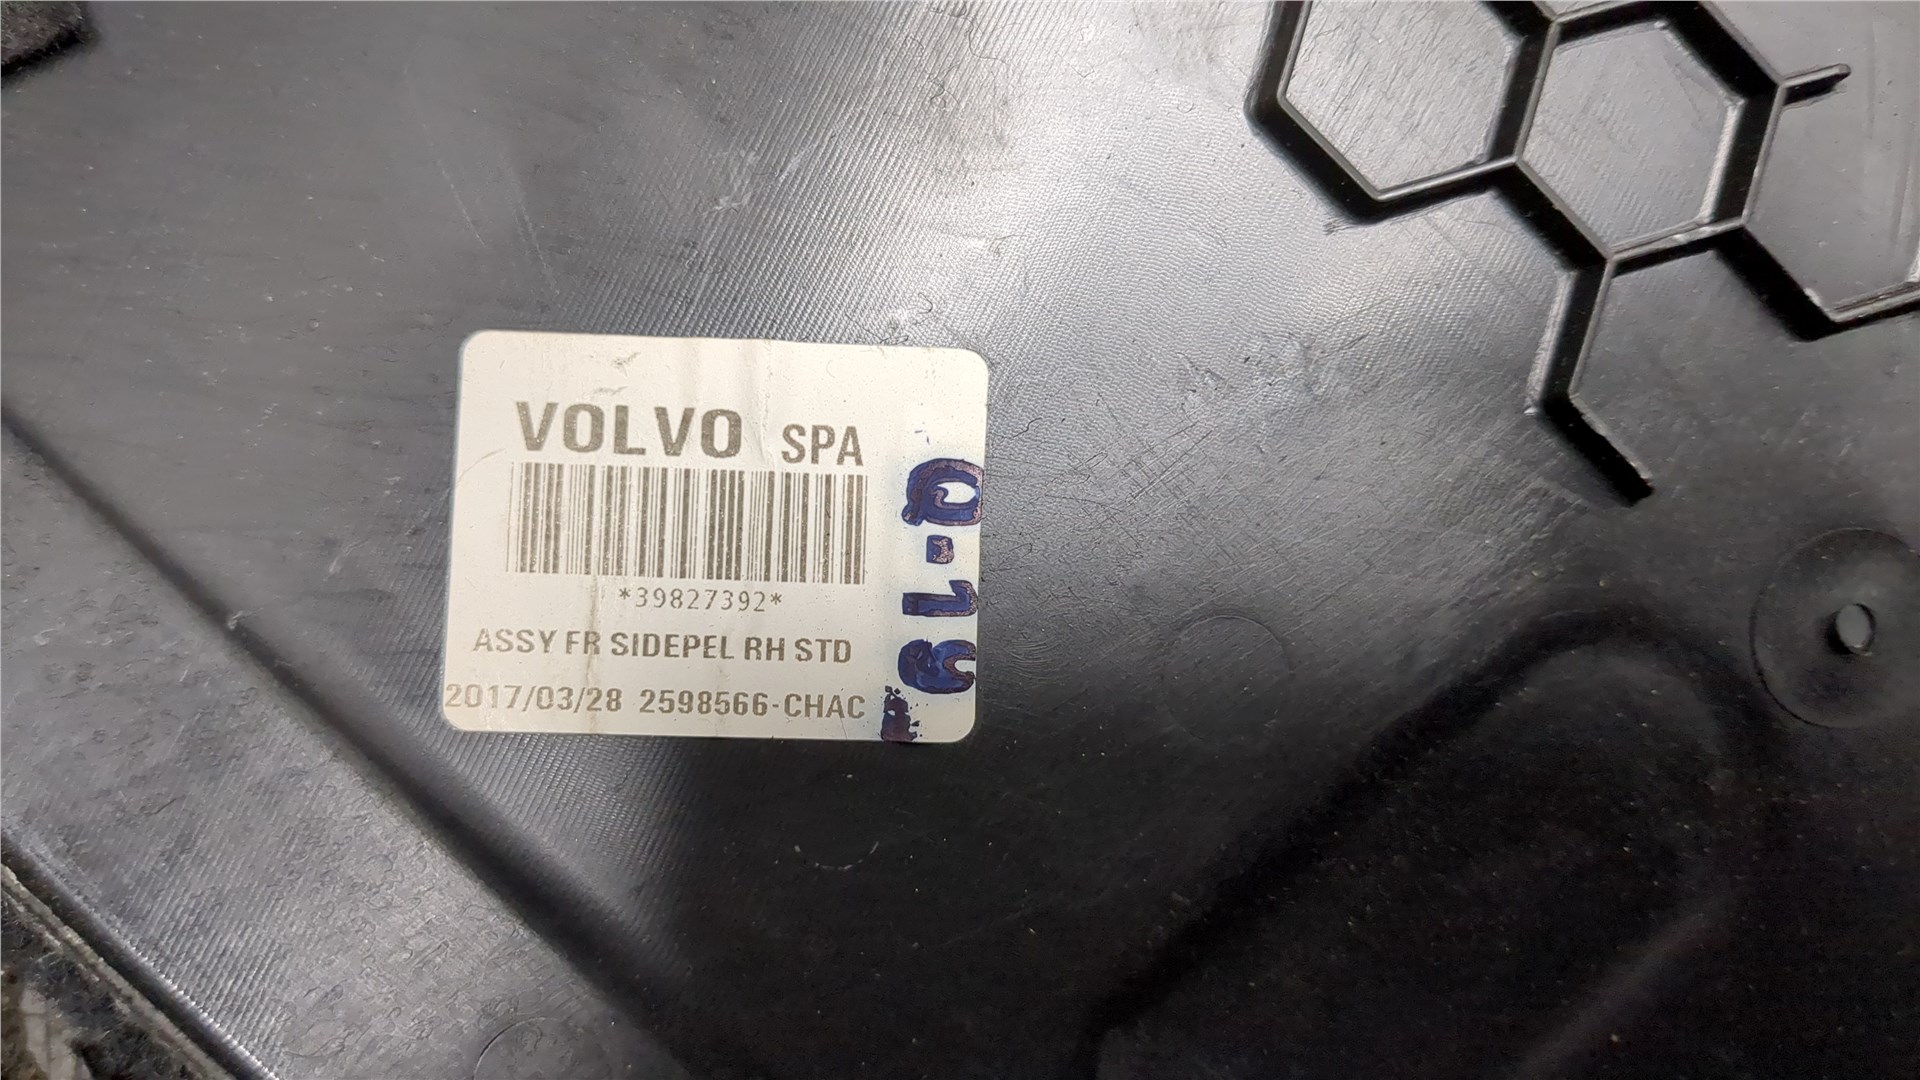 VOLVO SPA
*39827392*
ASSY FR SIDEPEL RH STD
2017/03/28 2598566-CHAC